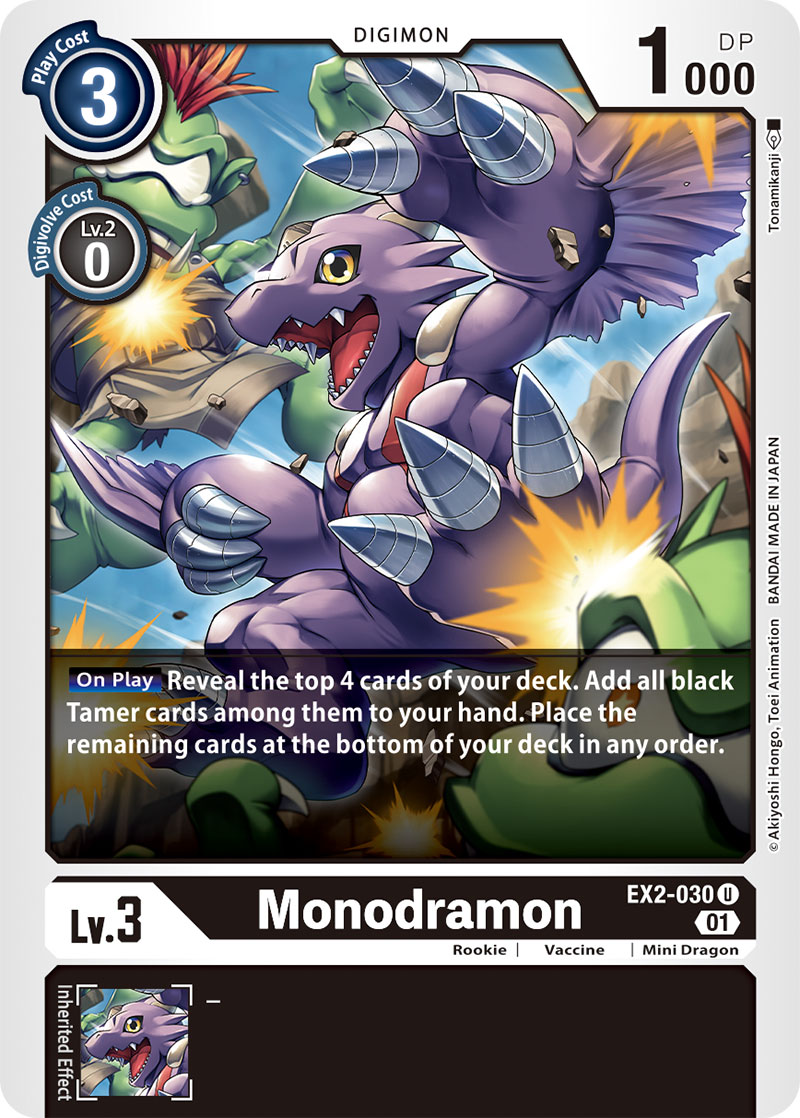 DIGIMON
Play Cost
3
DP
1000
Digivolve Cost
Lv.2
0
Tonamikanji
[On Play] Reveal the top 4 cards of your deck. Add all black
Tamer cards among them to your hand. Place the
remaining cards at the bottom of your deck in any order.
©Akiyoshi Hongo, Toei Animation BANDAI MADE IN JAPAN
Lv.3
Monodramon
EX2-030 U
01
Rookie | Vaccine | Mini Dragon
Inherited Effect
–